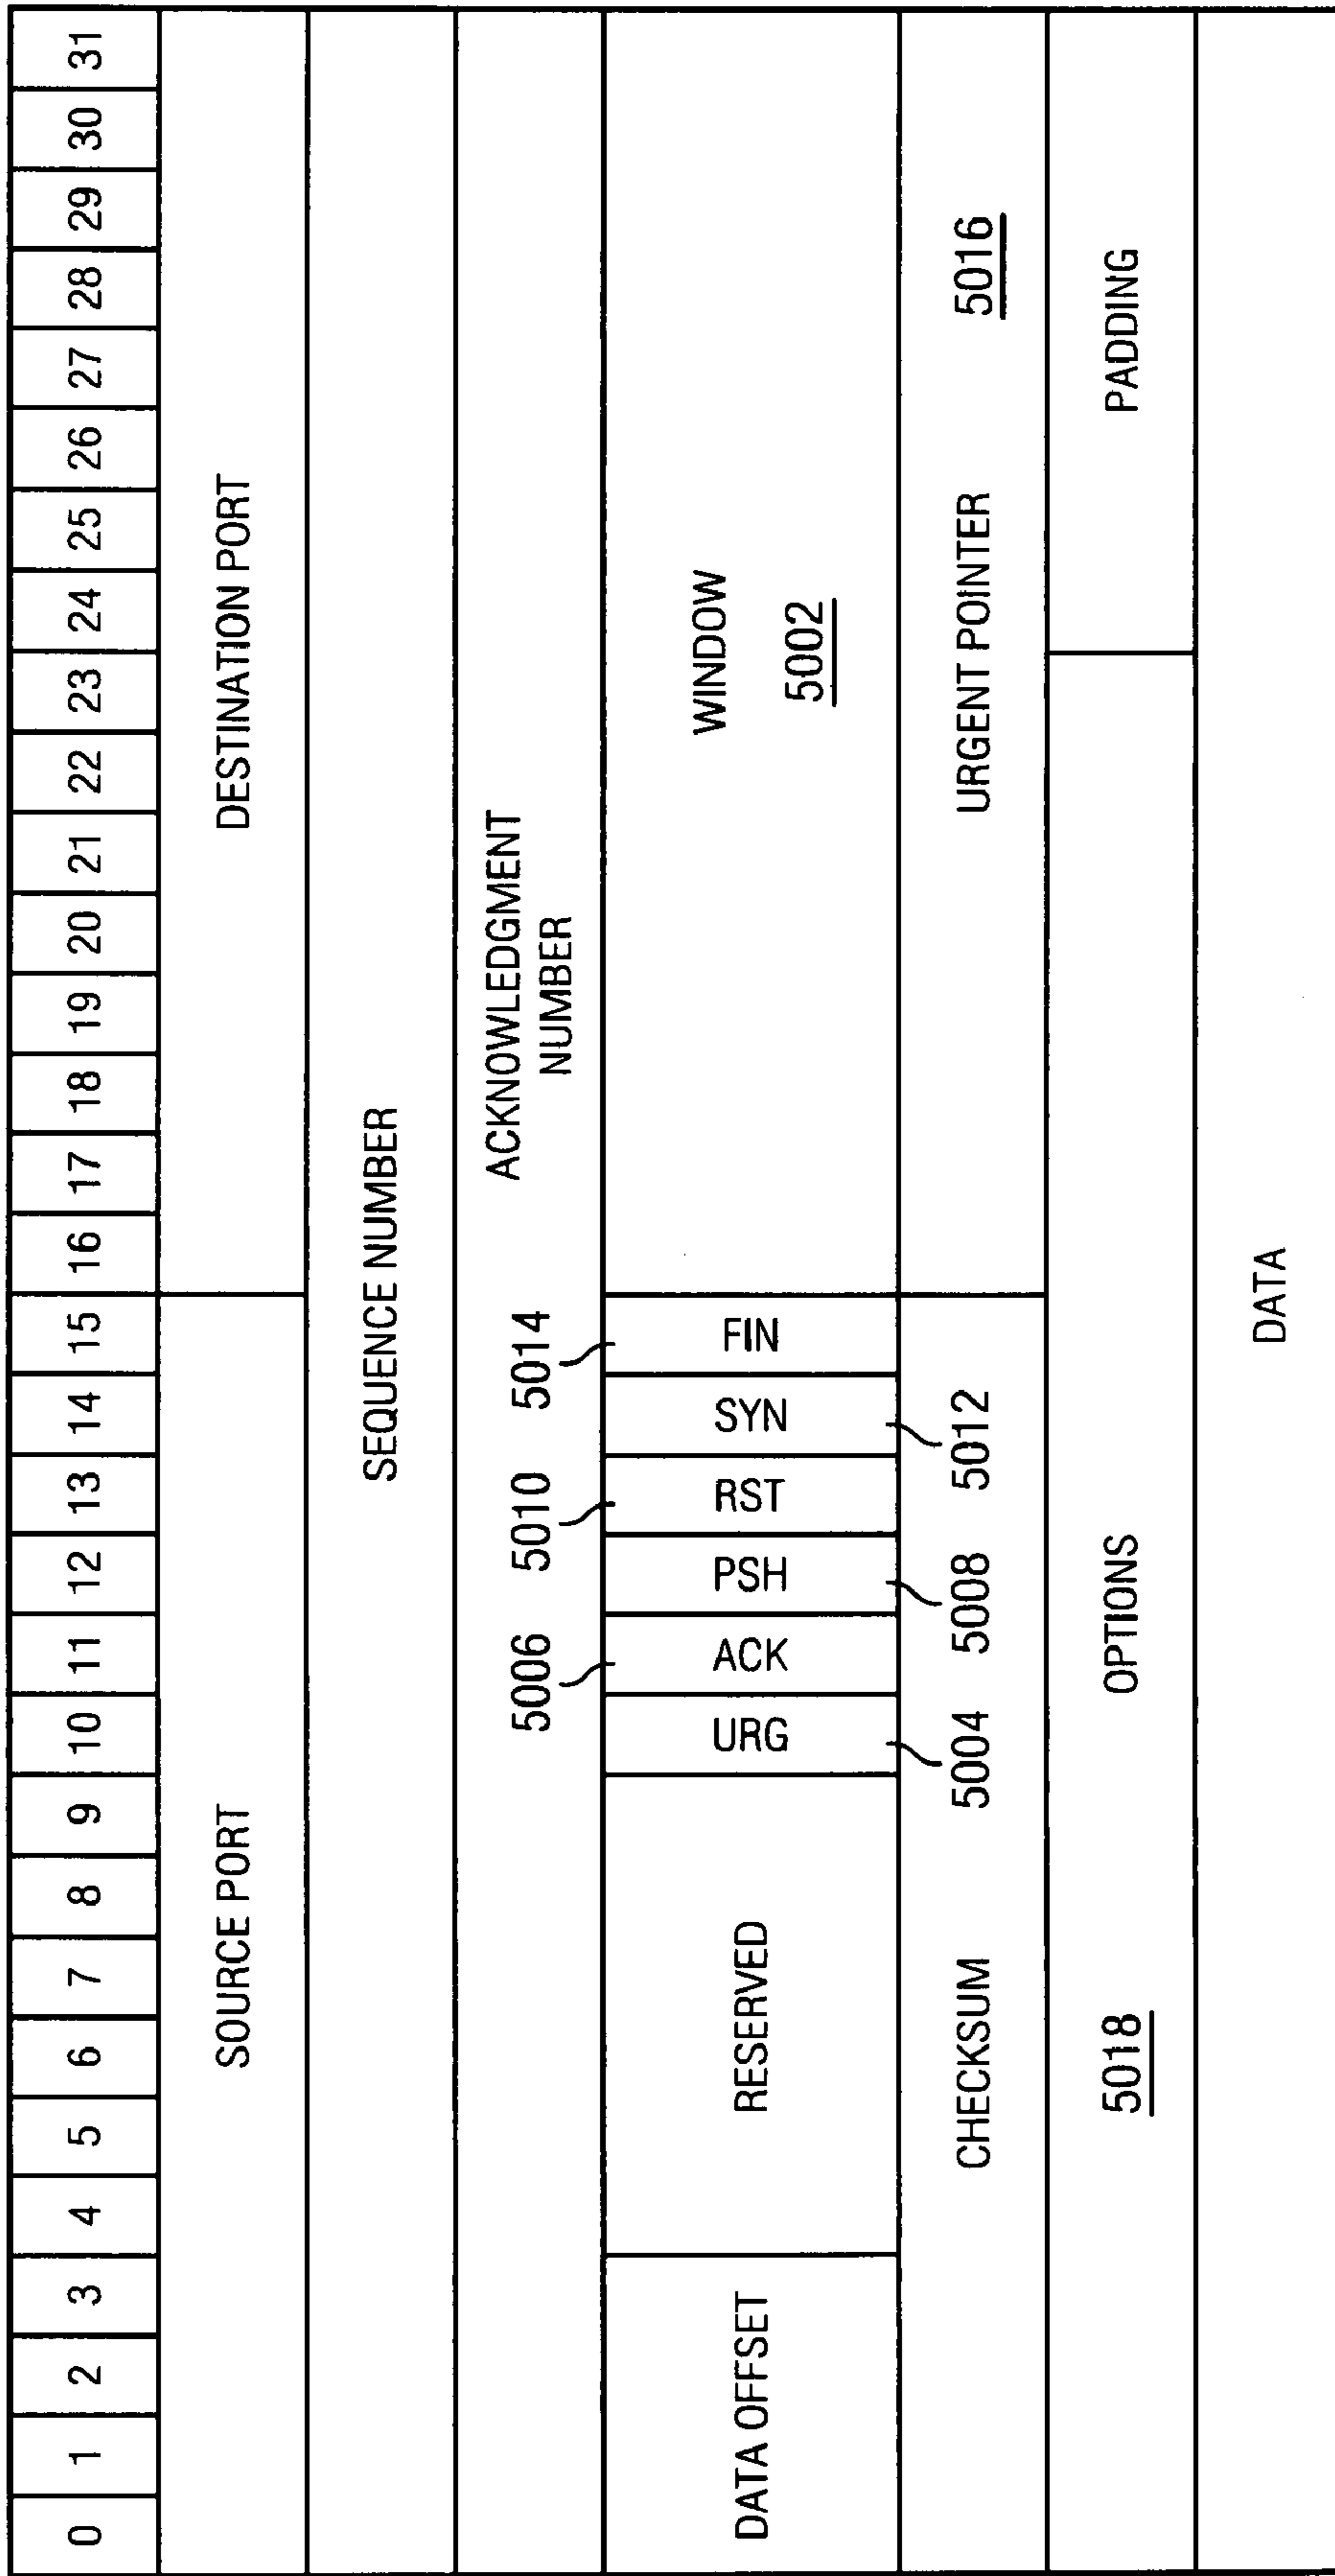 0 1 2 3 4 5 6 7 8 9 10 11 12 13 14 15 16 17 18 19 20 21 22 23 24 25 26 27 28 29 30 31
SOURCE PORT DESTINATION PORT
SEQUENCE NUMBER
ACKNOWLEDGMENT
NUMBER
5006 5010 5014
DATA OFFSET RESERVED URG ACK PSH RST SYN FIN WINDOW
5002
CHECKSUM URGENT POINTER 5016
5004 5008 5012
OPTIONS PADDING
5018
DATA